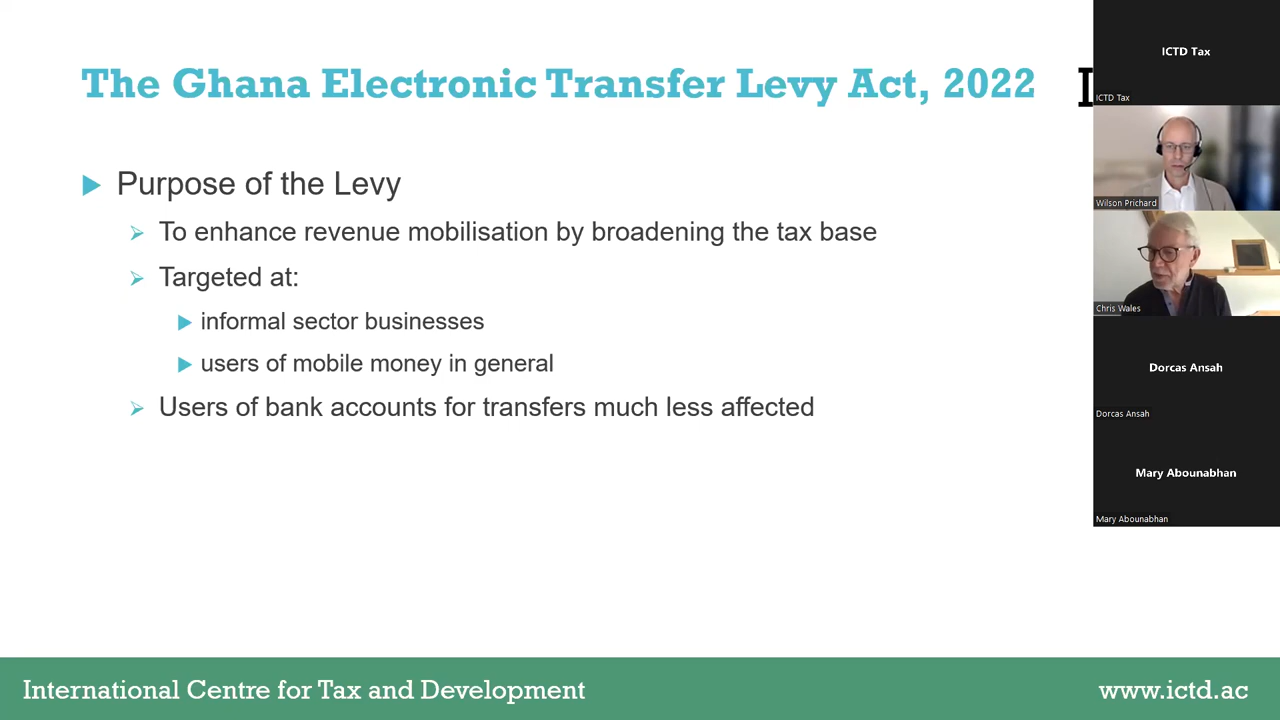 The Ghana Electronic Transfer Levy Act, 2022
Purpose of the Levy
To enhance revenue mobilisation by broadening the tax base
Targeted at:
informal sector businesses
users of mobile money in general
Users of bank accounts for transfers much less affected
International Centre for Tax and Development
www.ictd.ac
ICTD Tax
ICTD Tax
Wilson Prichard
Chris Wales
Dorcas Ansah
Dorcas Ansah
Mary Abounabhan
Mary Abounabhan